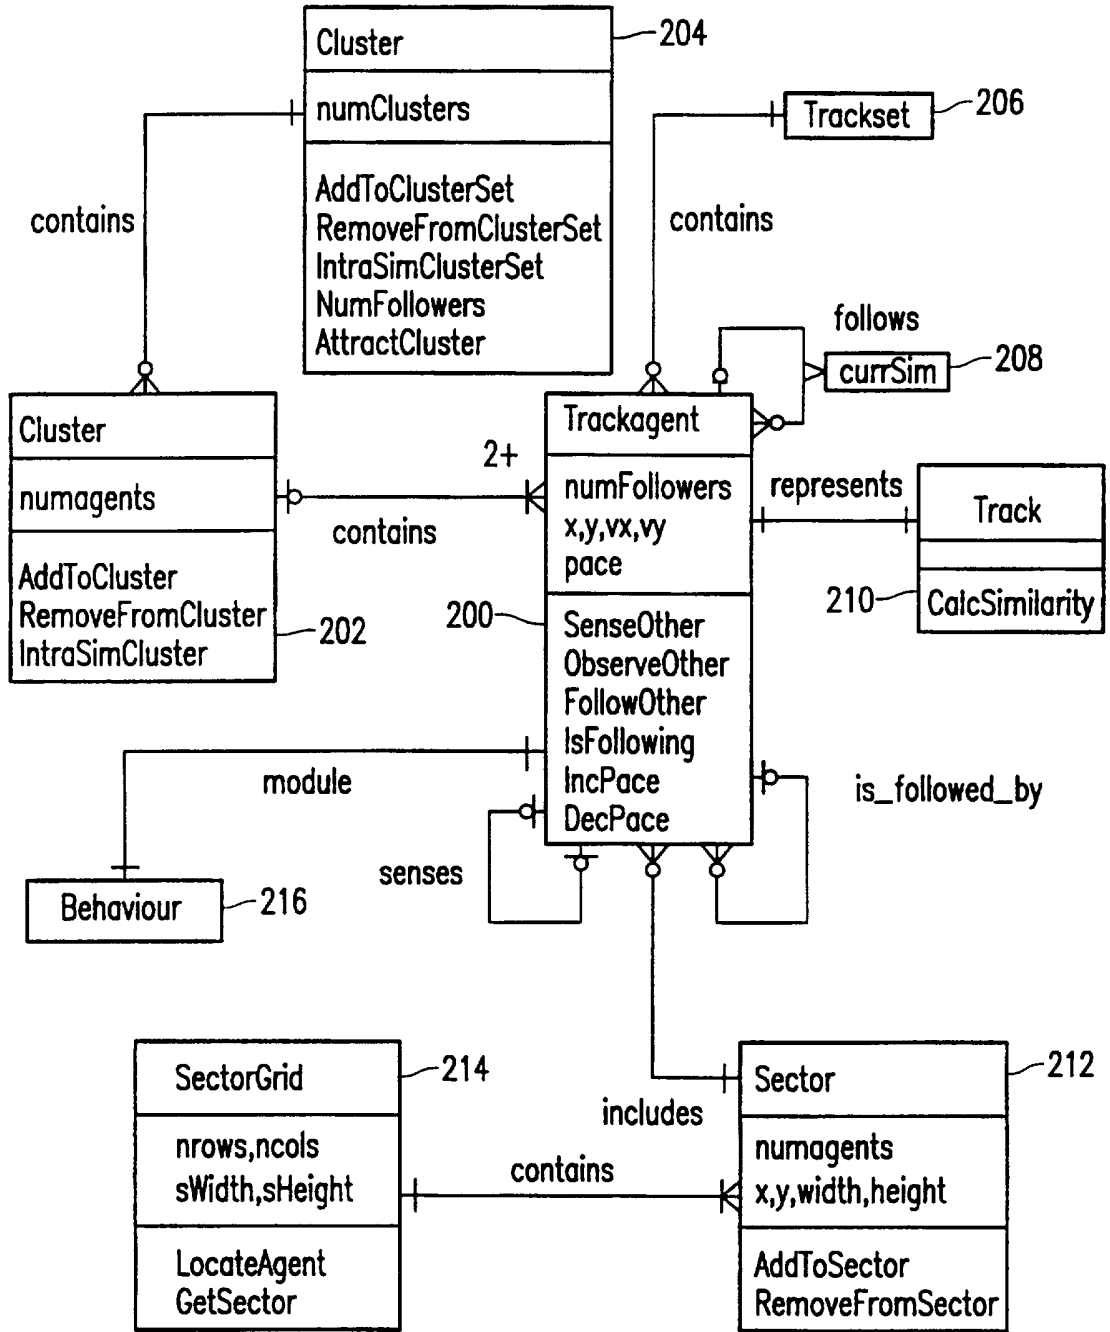 Cluster
204
numClusters
AddToClusterSet
RemoveFromClusterSet
IntraSimClusterSet
NumFollowers
AttractCluster
contains
Trackset
206
contains
follows
currSim
208
Cluster
numagents
AddToCluster
RemoveFromCluster
IntraSimCluster
202
2+
contains
Trackagent
numFollowers
x,y,vx,vy
pace
200
SenseOther
ObserveOther
FollowOther
IsFollowing
IncPace
DecPace
represents
Track
210
CalcSimilarity
module
Behaviour
216
senses
is_followed_by
SectorGrid
214
nrows,ncols
sWidth,sHeight
LocateAgent
GetSector
includes
contains
Sector
212
numagents
x,y,width,height
AddToSector
RemoveFromSector